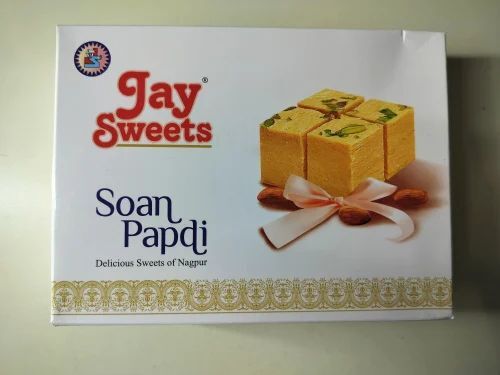 Jay®
Sweets
Soan
Papdi
Delicious Sweets of Nagpur